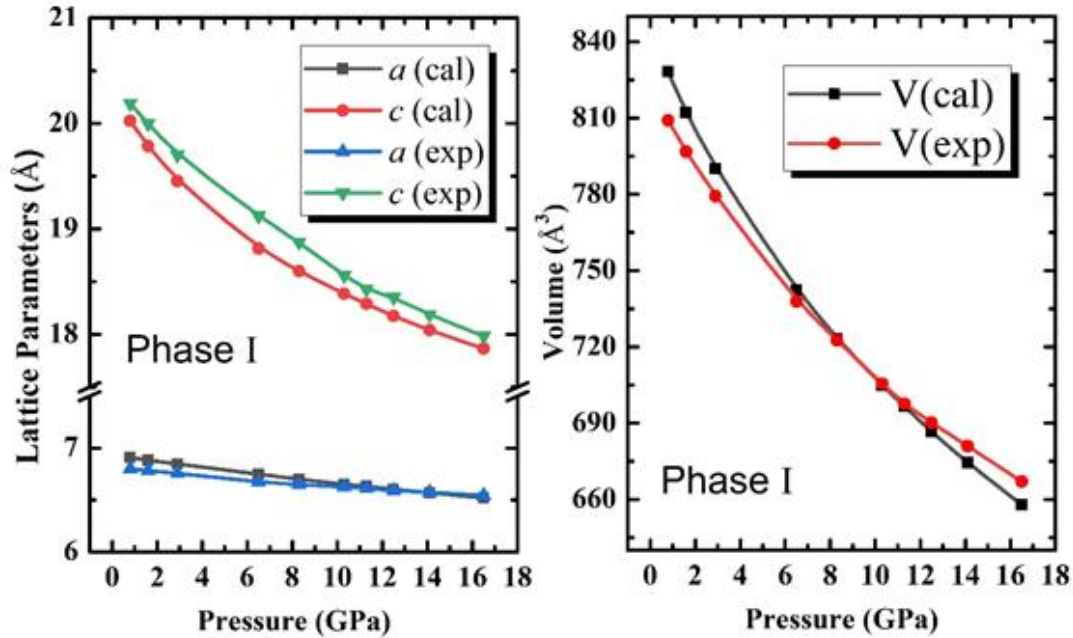 21
20
19
18
7
6
Lattice Parameters (Å)
a (cal)
c (cal)
a (exp)
c (exp)
Phase I
0 2 4 6 8 10 12 14 16 18
Pressure (GPa)
840
810
780
750
720
690
660
Volume (Å³)
V(cal)
V(exp)
Phase I
0 2 4 6 8 10 12 14 16 18
Pressure (GPa)